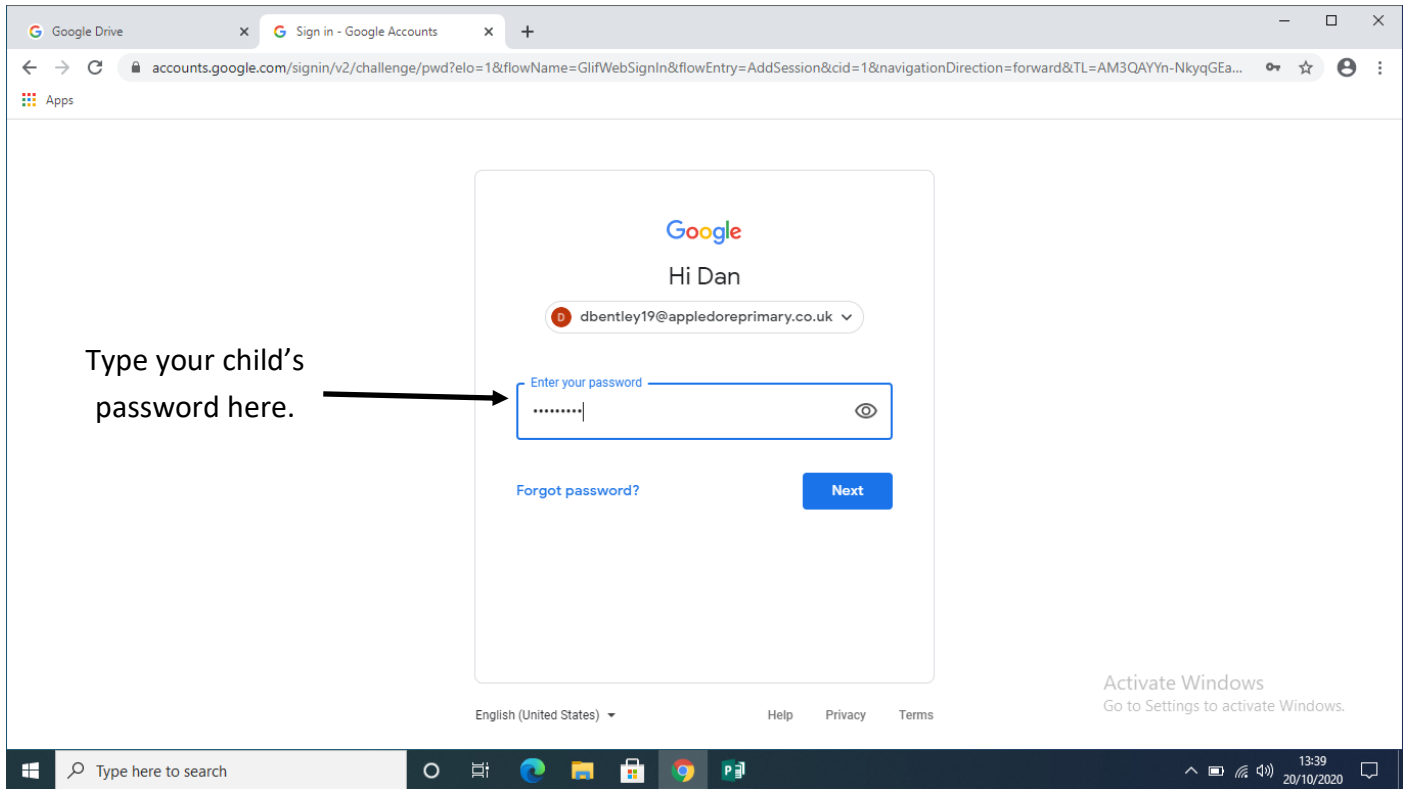 Google Drive
Sign in - Google Accounts
accounts.google.com/signin/v2/challenge/pwd?elo=1&flowName=GlifWebSignIn&flowEntry=AddSession&cid=1&navigationDirection=forward&TL=AM3QAYYn-NkyqGEa...
Apps
Google
Hi Dan
D dbentley19@appledoreprimary.co.uk
Type your child’s
password here.
Enter your password
•••••••••
Forgot password?
Next
Activate Windows
Go to Settings to activate Windows.
English (United States)
Help Privacy Terms
Type here to search
13:39
20/10/2020